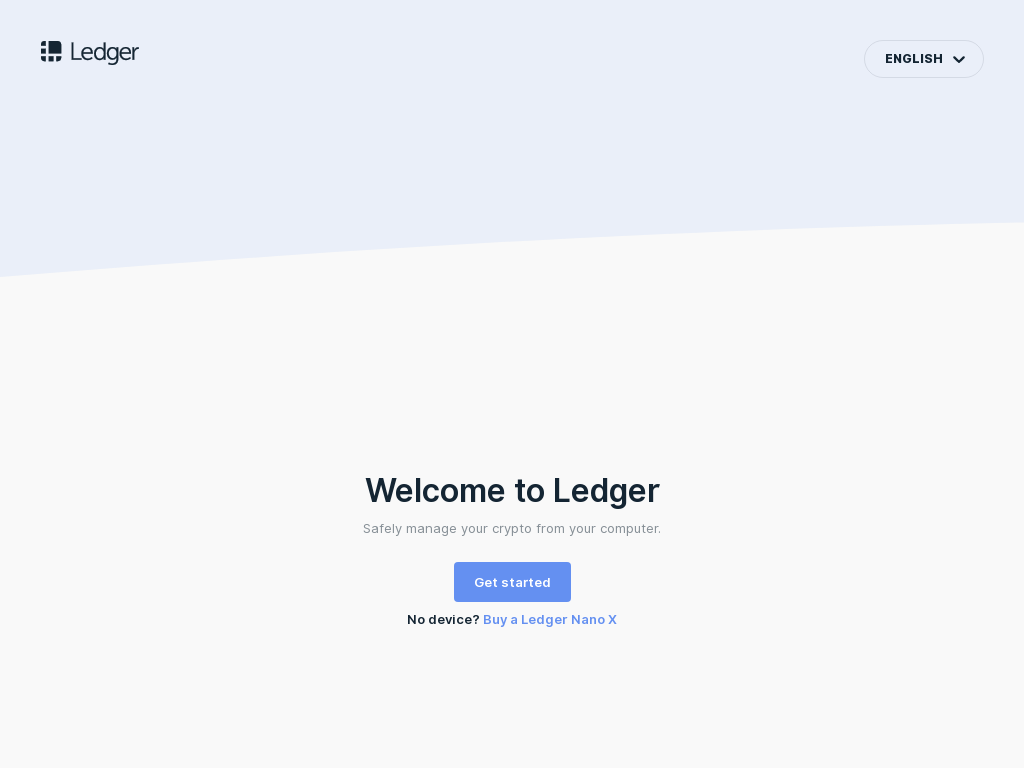 Ledger
ENGLISH
Welcome to Ledger
Safely manage your crypto from your computer.
Get started
No device? Buy a Ledger Nano X